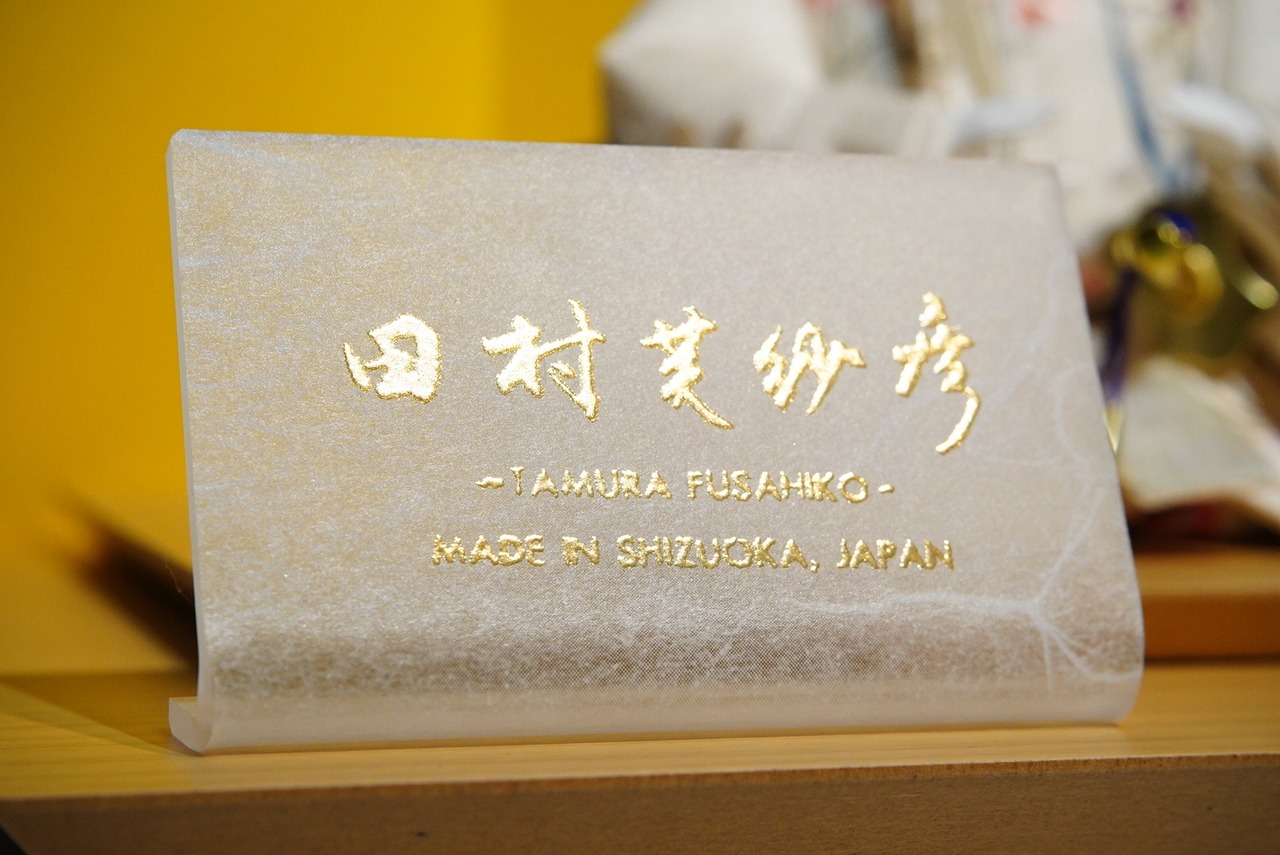 田村芙紗彦
-TAMURA FUSAHIKO-
MADE IN SHIZUOKA, JAPAN